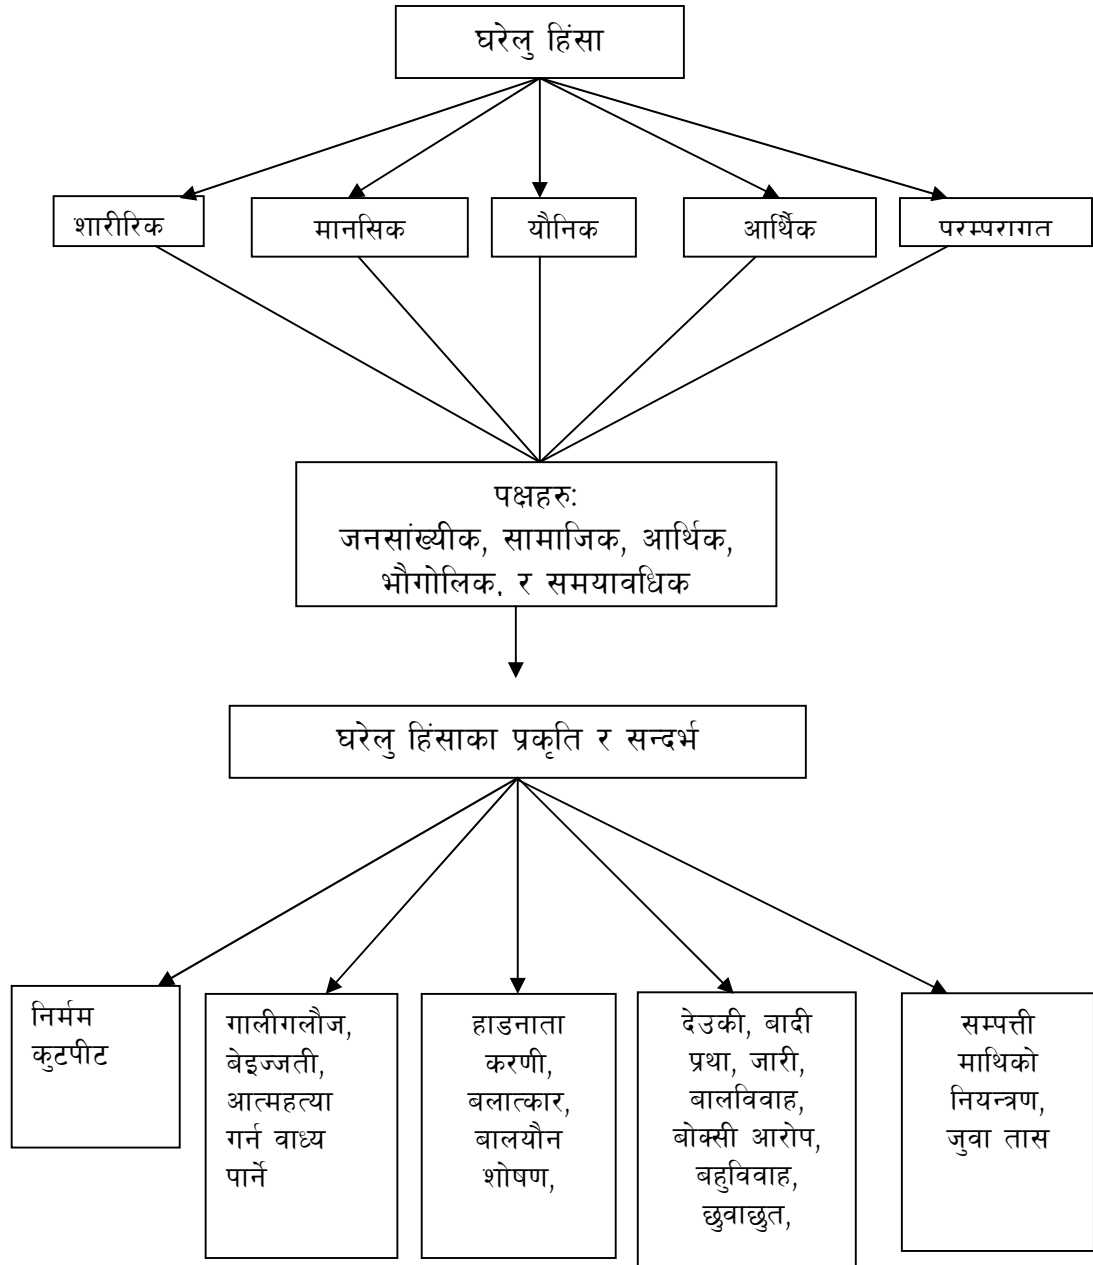 घरेलु हिंसा
शारीरिक
मानसिक
यौनिक
आर्थिक
परम्परागत
पक्षहरु:
जनसांख्यीक, सामाजिक, आर्थिक,
भौगोलिक, र समयावधिक
घरेलु हिंसाका प्रकृति र सन्दर्भ
निर्मम
कुटपीट
गालीगलौज,
बेइज्जती,
आत्महत्या
गर्न वाध्य
पार्ने
हाडनाता
करणी,
बलात्कार,
बालयौन
शोषण,
देउकी, बादी
प्रथा, जारी,
बालविवाह,
बोक्सी आरोप,
बहुविवाह,
छुवाछुत,
सम्पत्ती
माथिको
नियन्त्रण,
जुवा तास